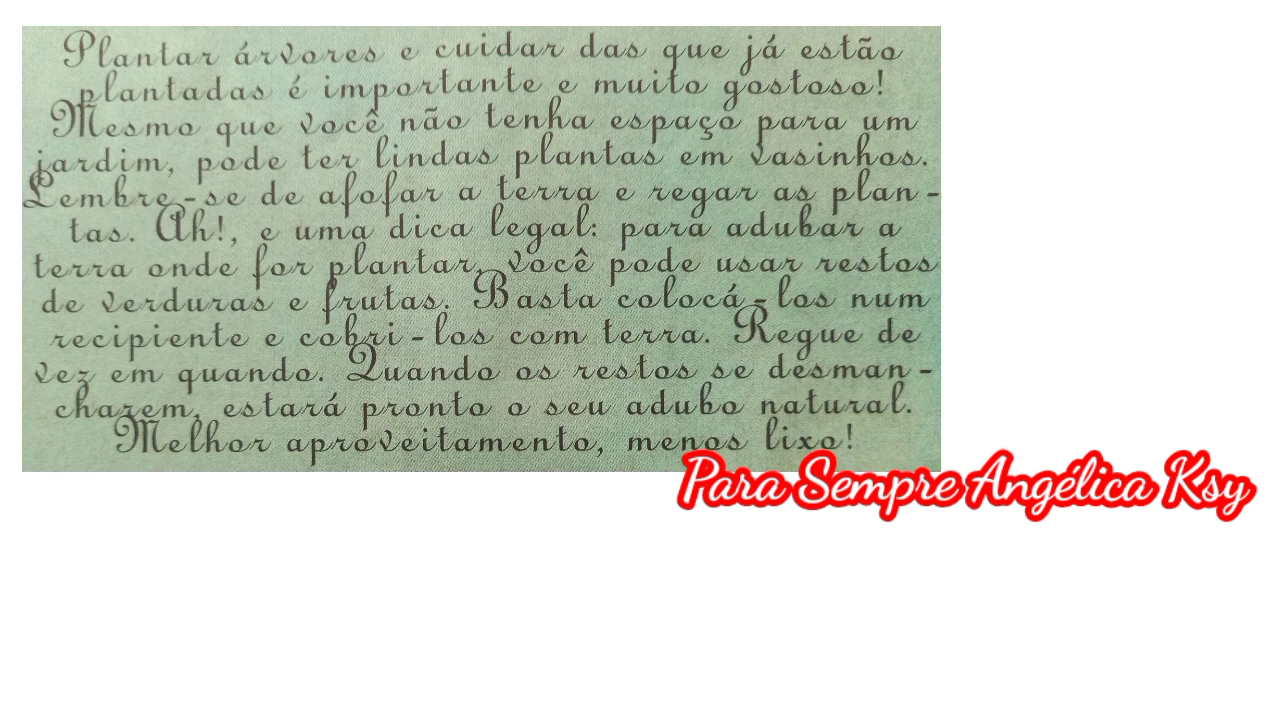 Plantar árvores e cuidar das que já estão
plantadas é importante e muito gostoso!
Mesmo que você não tenha espaço para um
jardim, pode ter lindas plantas em vasinhos.
Lembre-se de afofar a terra e regar as plan-
tas. Ah!, e uma dica legal: para adubar a
terra onde for plantar, você pode usar restos
de verduras e frutas. Basta colocá-los num
recipiente e cobri-los com terra. Regue de
vez em quando. Quando os restos se desman-
charem, estará pronto o seu adubo natural.
Melhor aproveitamento, menos lixo!
Para Sempre Angélica Ksy